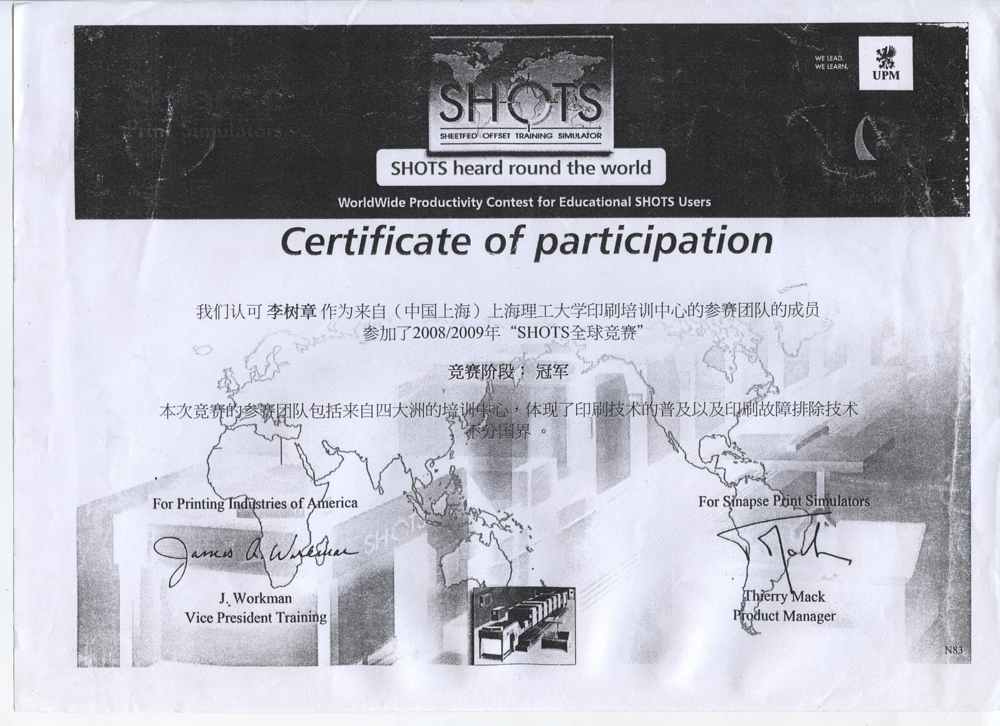 WE LEAD.
WE LEARN.
UPM
SHOTS
SHEETFED OFFSET TRAINING SIMULATOR
Print Simulators
SHOTS heard round the world
WorldWide Productivity Contest for Educational SHOTS Users
Certificate of participation
我们认可 李树章 作为来自（中国上海）上海理工大学印刷培训中心的参赛团队的成员
参加了2008/2009年“SHOTS全球竞赛”
竞赛阶段： 冠军
本次竞赛的参赛团队包括来自四大洲的培训中心，体现了印刷技术的普及以及印刷故障排除技术
不分国界 。
For Printing Industries of America
For Sinapse Print Simulators
SHOTS
James A. Workman
J. Workman
Vice President Training
Thierry Mack
Product Manager
N83